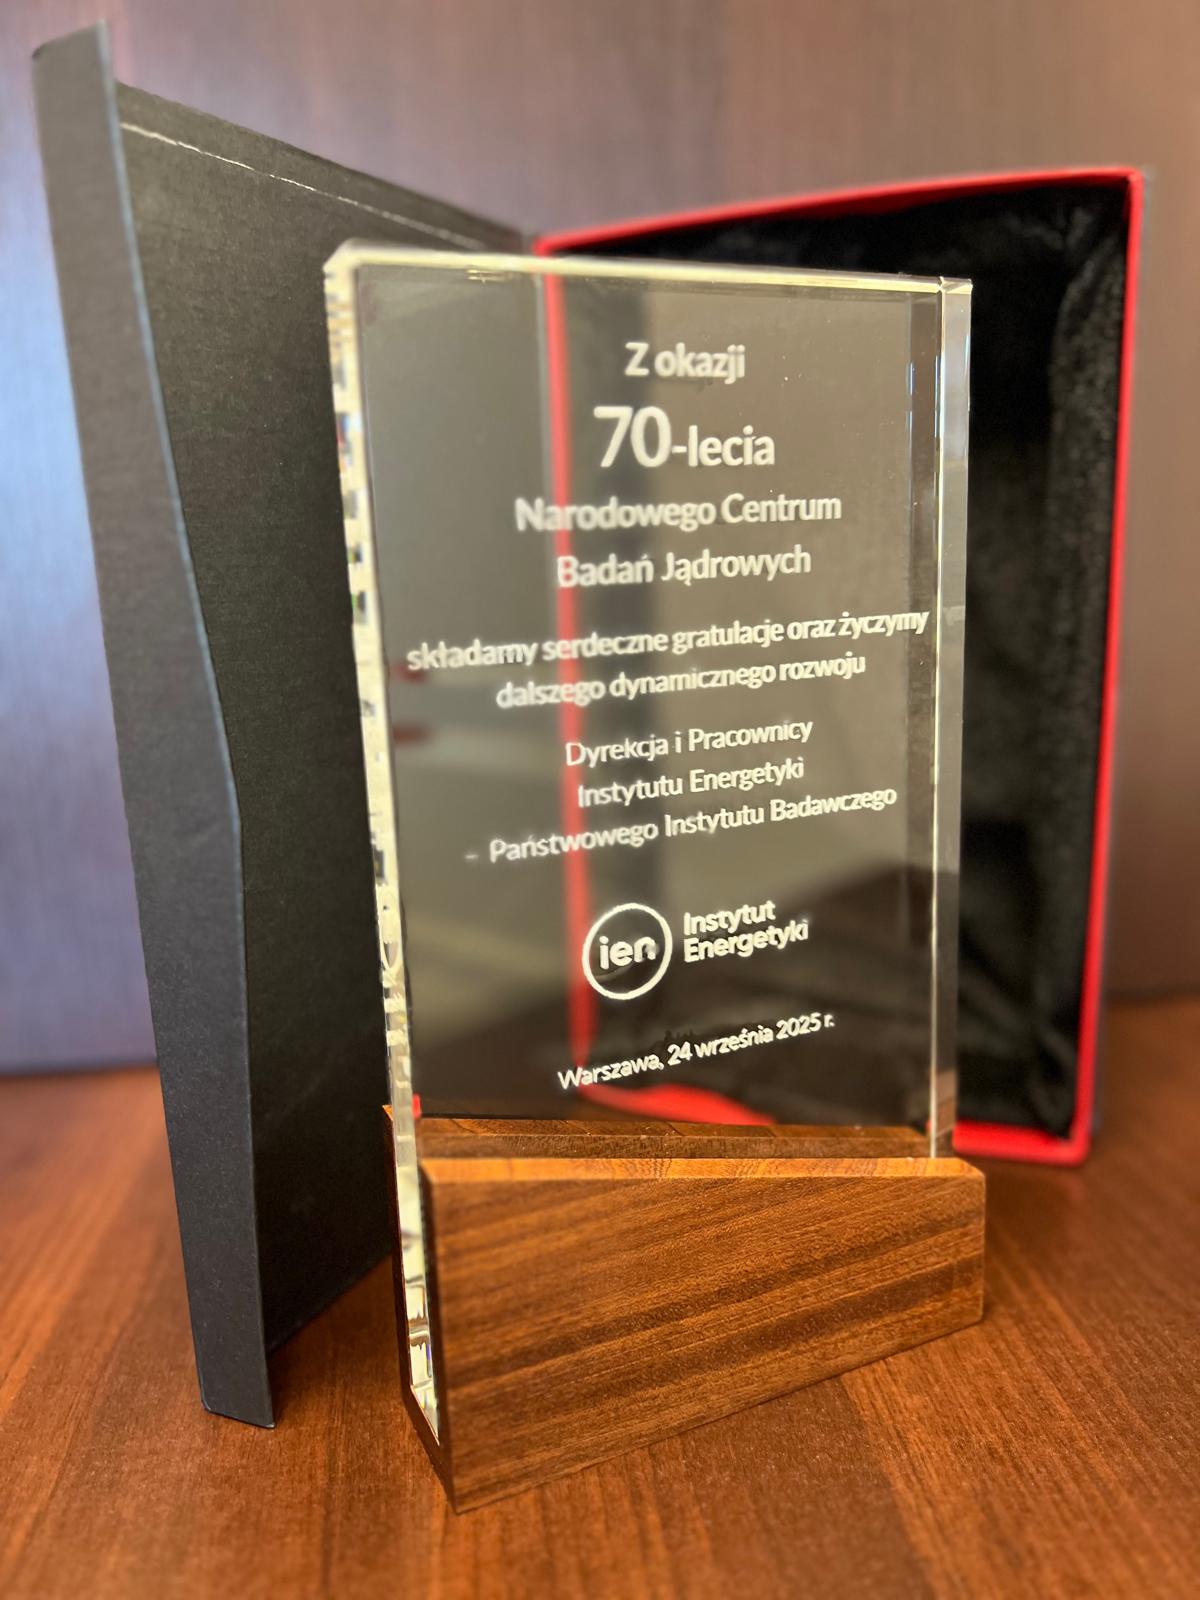 Z okazji
70-lecia
Narodowego Centrum
Badań Jądrowych
składamy serdeczne gratulacje oraz życzymy
dalszego dynamicznego rozwoju
Dyrekcja i Pracownicy
Instytutu Energetyki
- Państwowego Instytutu Badawczego
ien
Instytut
Energetyki
Warszawa, 24 września 2025 r.